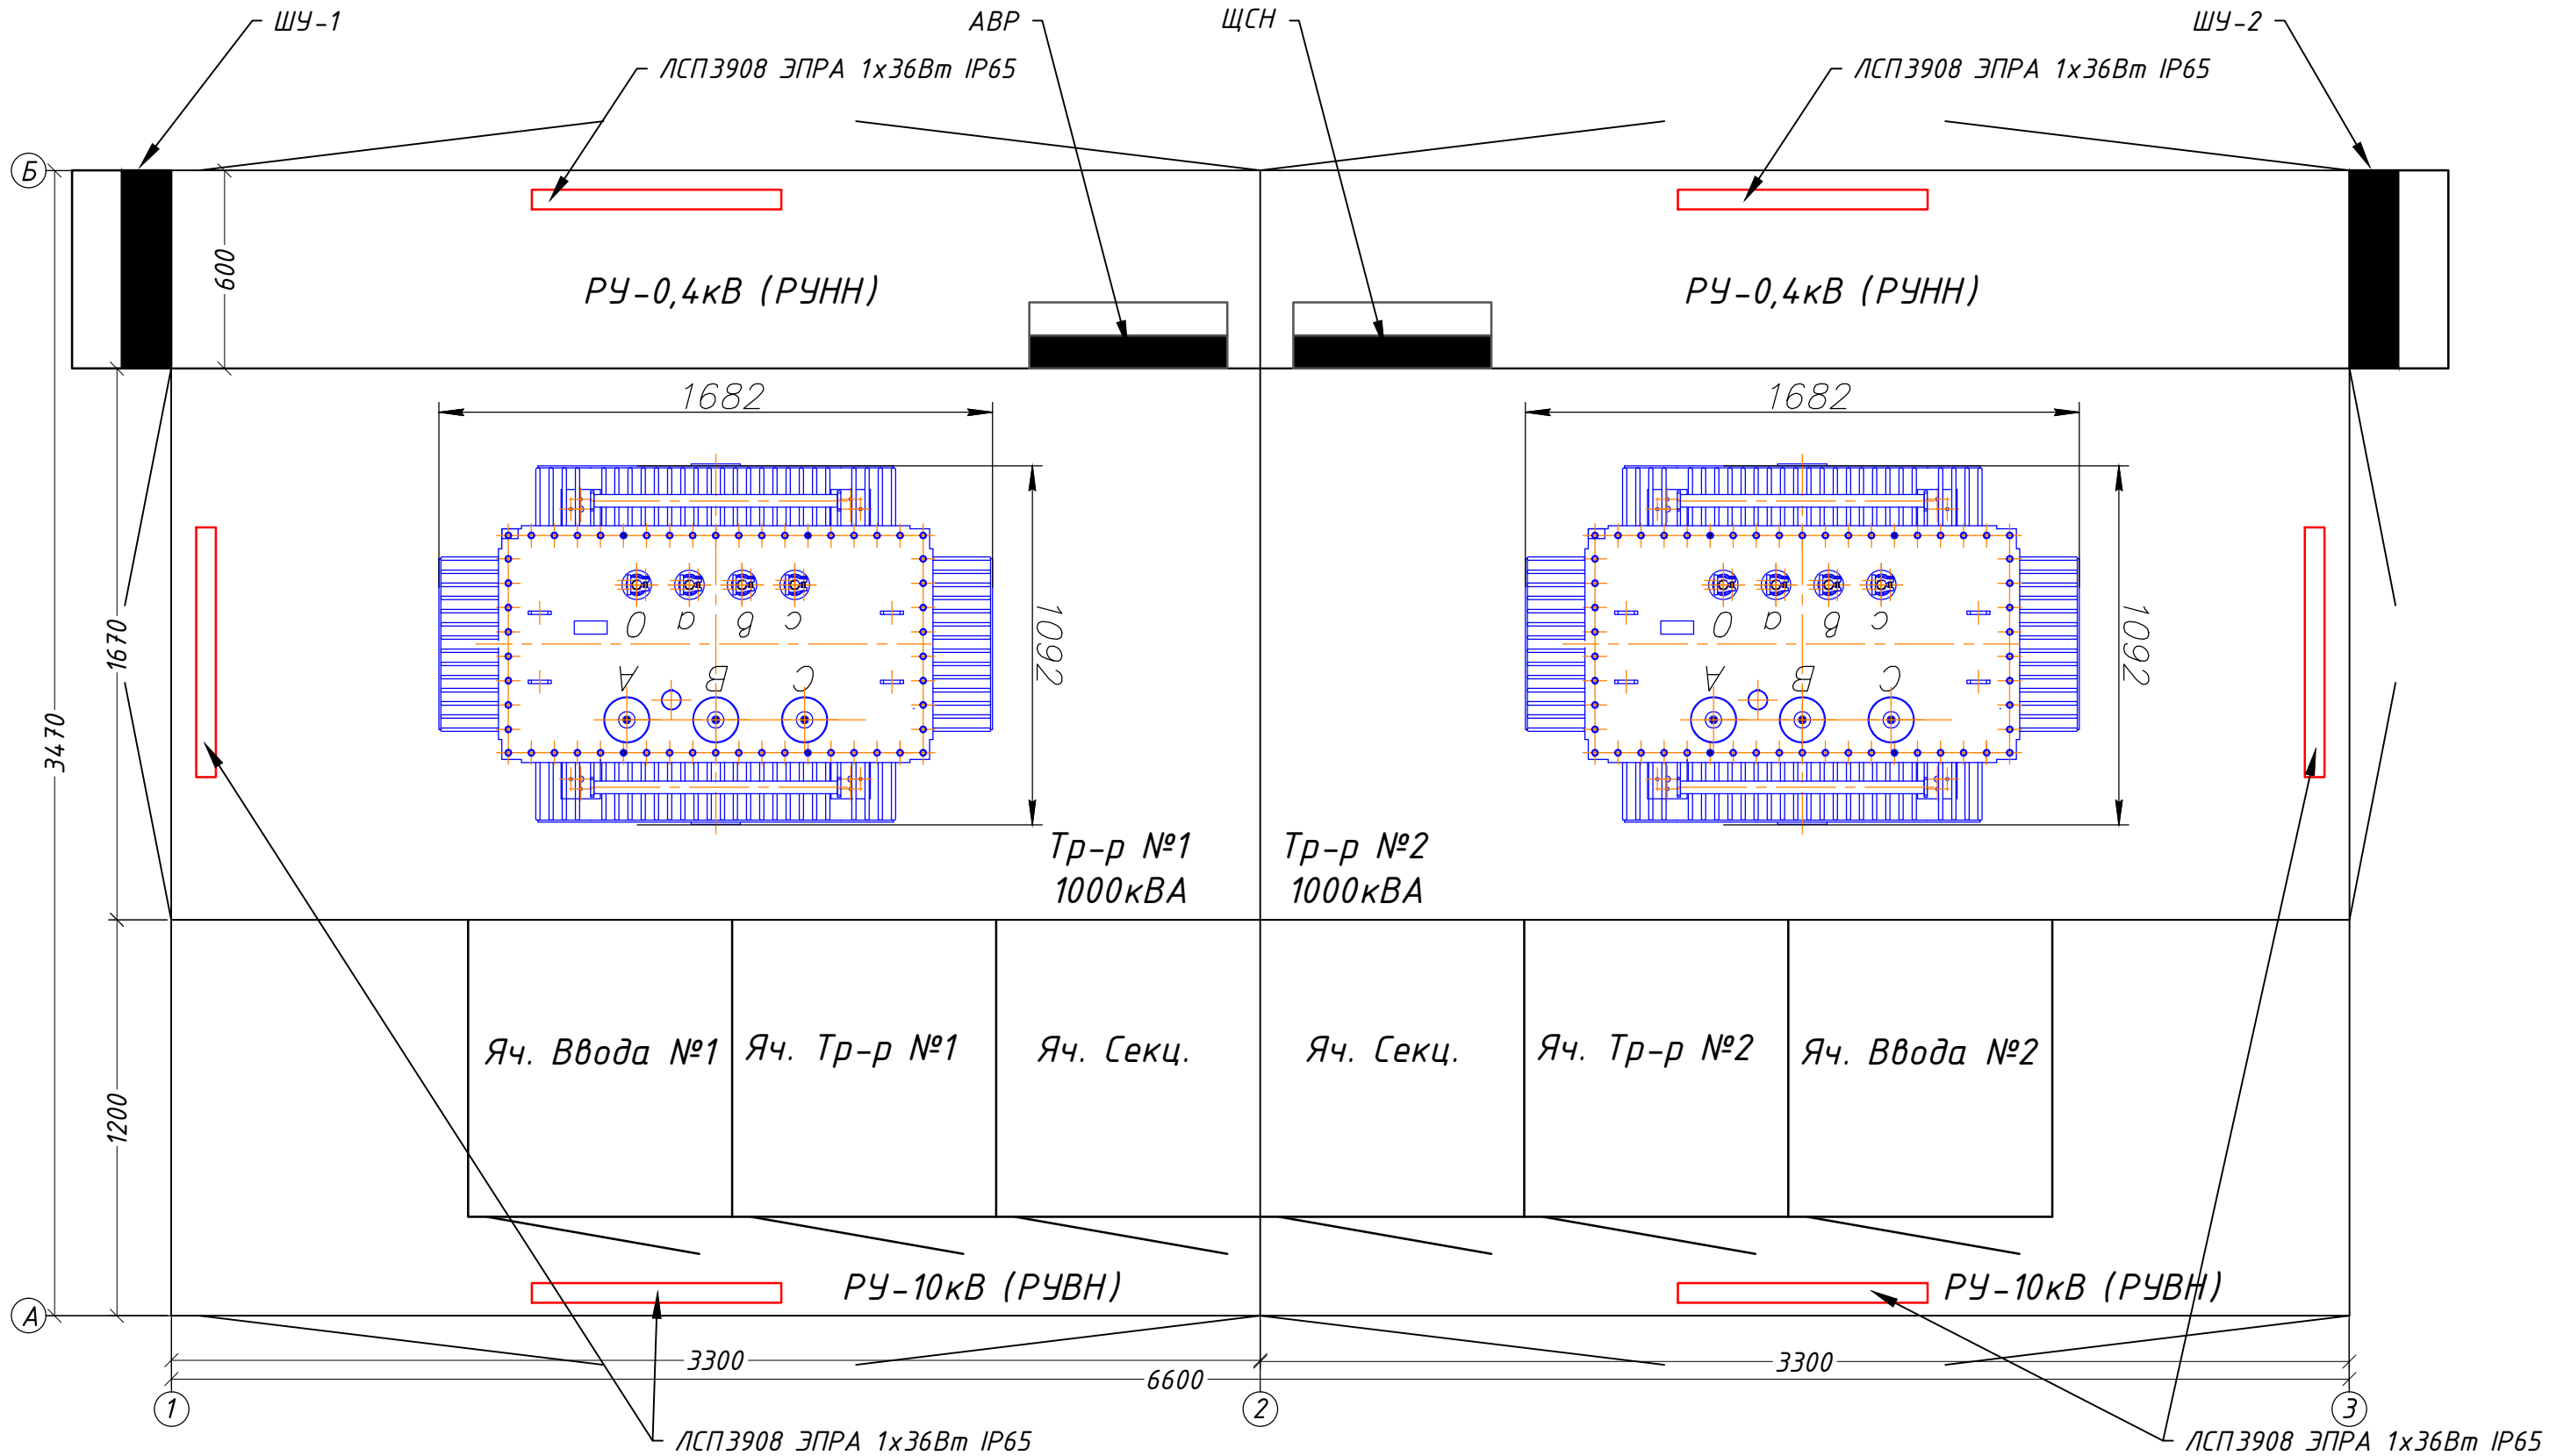 ШУ-1
АВР
ЩСН
ШУ-2
ЛСП3908 ЭПРА 1х36Вт IP65
ЛСП3908 ЭПРА 1х36Вт IP65
Б
600
РУ-0,4кВ (РУНН)
РУ-0,4кВ (РУНН)
1682
1682
1670
3470
О а в с
А В С
1092
О а в с
А В С
1092
Тр-р №1
1000кВА
Тр-р №2
1000кВА
1200
Яч. Ввода №1
Яч. Тр-р №1
Яч. Секц.
Яч. Секц.
Яч. Тр-р №2
Яч. Ввода №2
РУ-10кВ (РУВН)
РУ-10кВ (РУВН)
А
3300
3300
6600
1
2
3
ЛСП3908 ЭПРА 1х36Вт IP65
ЛСП3908 ЭПРА 1х36Вт IP65